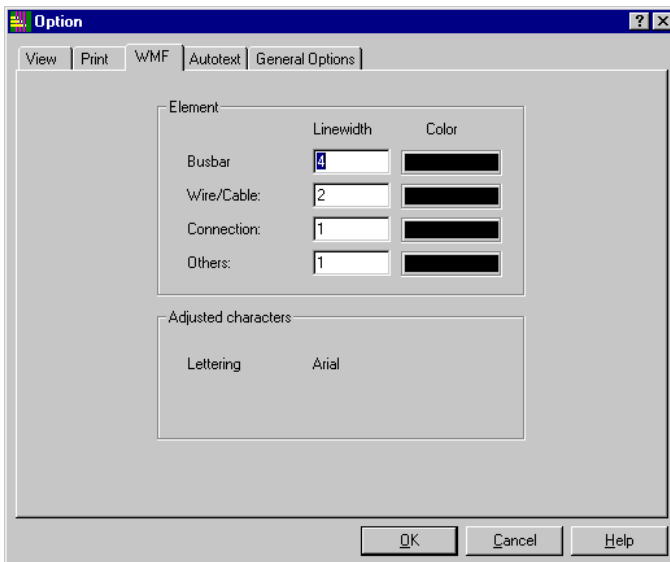 Option
? X
View Print WMF Autotext General Options
Element
Linewidth Color
Busbar 4
Wire/Cable: 2
Connection: 1
Others: 1
Adjusted characters
Lettering Arial
OK Cancel Help